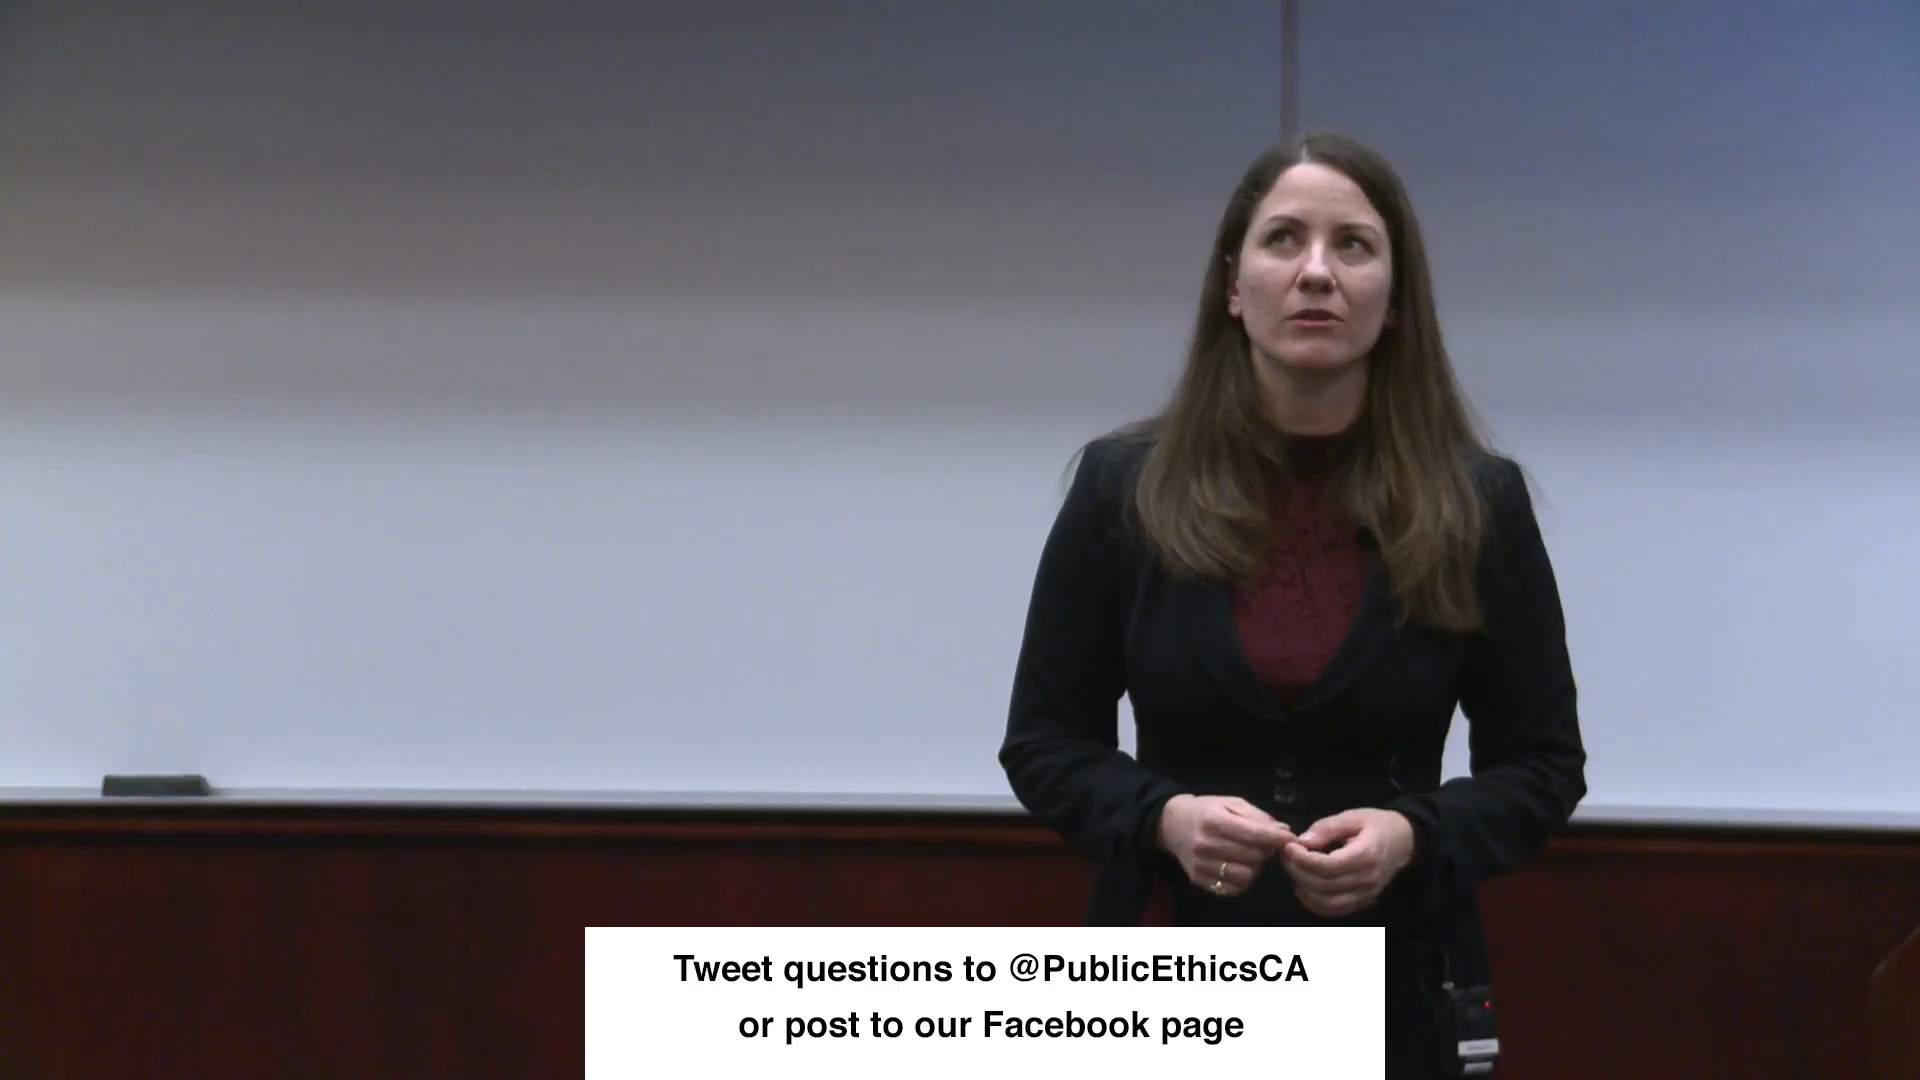 Tweet questions to @PublicEthicsCA
or post to our Facebook page